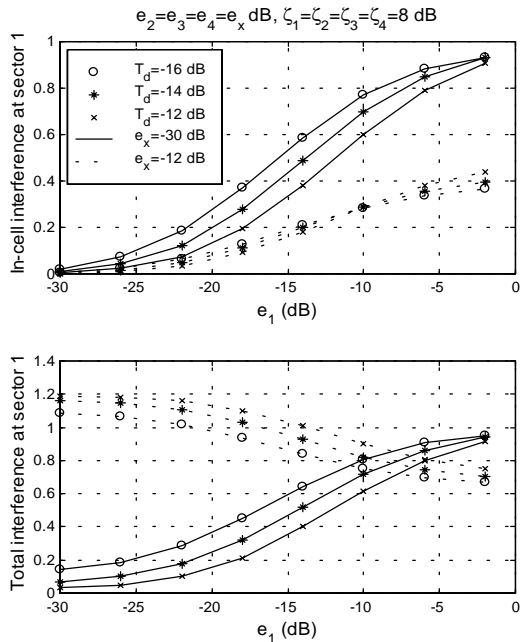 e2=e3=e4=ex dB, ζ1=ζ2=ζ3=ζ4=8 dB
1
0.8
0.6
0.4
0.2
0
In-cell interference at sector 1
Td=-16 dB
Td=-14 dB
Td=-12 dB
ex=-30 dB
ex=-12 dB
-30 -25 -20 -15 -10 -5 0
e1 (dB)
1.4
1.2
1
0.8
0.6
0.4
0.2
0
Total interference at sector 1
-30 -25 -20 -15 -10 -5 0
e1 (dB)